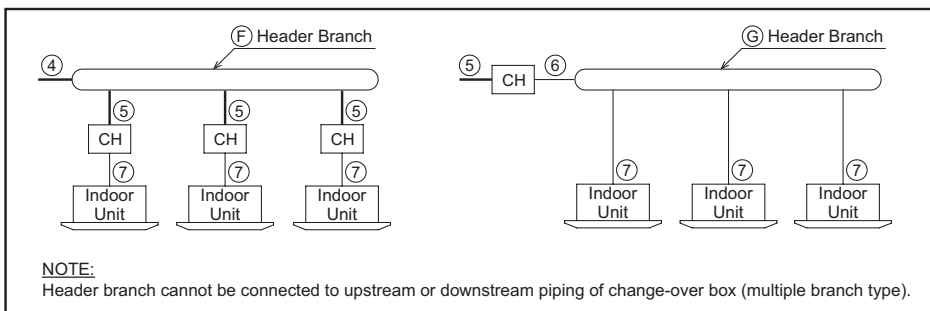 Ⓕ Header Branch
④
⑤ ⑤ ⑤
CH CH CH
⑦ ⑦ ⑦
Indoor Unit
Indoor Unit
Indoor Unit
Ⓖ Header Branch
⑤ CH ⑥
⑦ ⑦ ⑦
Indoor Unit
Indoor Unit
Indoor Unit
NOTE:
Header branch cannot be connected to upstream or downstream piping of change-over box (multiple branch type).